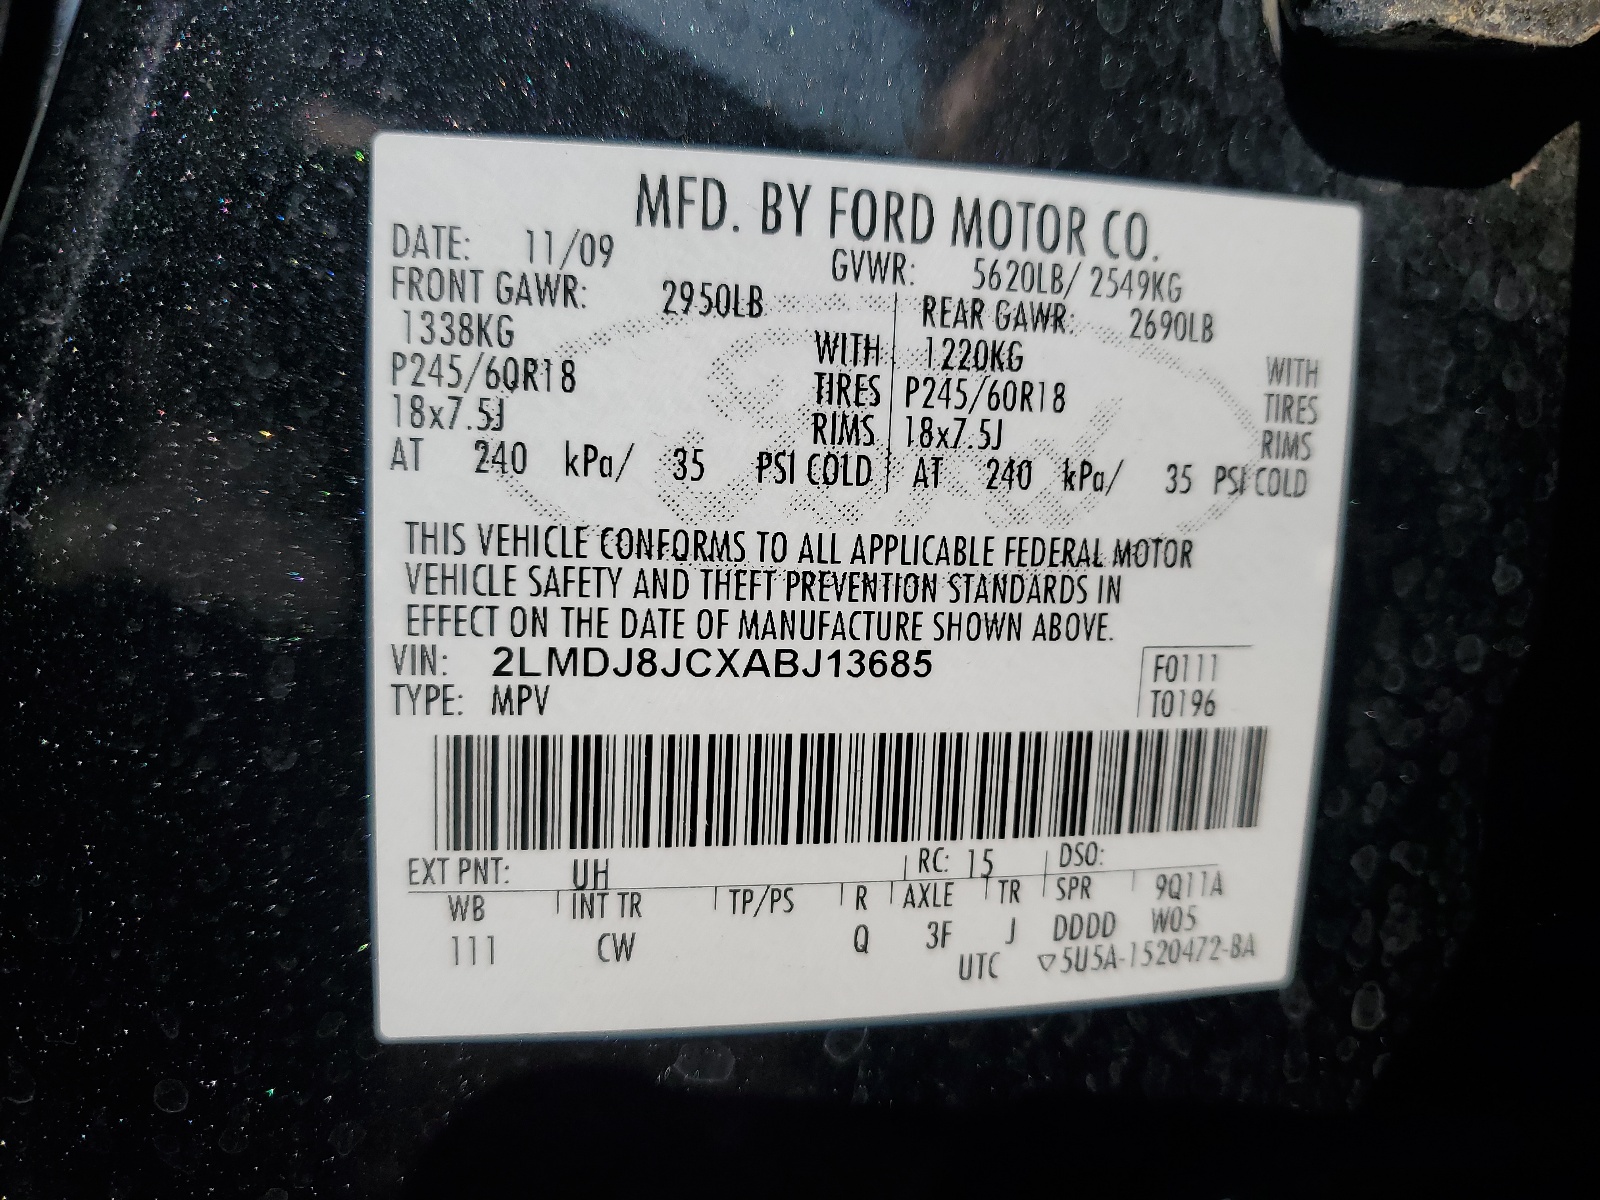 MFD. BY FORD MOTOR CO.
DATE: 11/09 GVWR: 5620LB/ 2549KG
FRONT GAWR: 2950LB REAR GAWR: 2690LB
1338KG WITH 1220KG WITH
P245/60R18 TIRES P245/60R18 TIRES
18x7.5J RIMS 18x7.5J RIMS
AT 240 kPa/ 35 PSI COLD AT 240 kPa/ 35 PSI COLD
THIS VEHICLE CONFORMS TO ALL APPLICABLE FEDERAL MOTOR
VEHICLE SAFETY AND THEFT PREVENTION STANDARDS IN
EFFECT ON THE DATE OF MANUFACTURE SHOWN ABOVE.
VIN: 2LMDJ8JCXABJ13685 F0111
TYPE: MPV T0196
EXT PNT: UH RC: 15 DSO:
WB INT TR TP/PS R AXLE TR SPR 9Q11A
111 CW Q 3F J DDDD W05
UTC ▽5U5A-1520472-BA